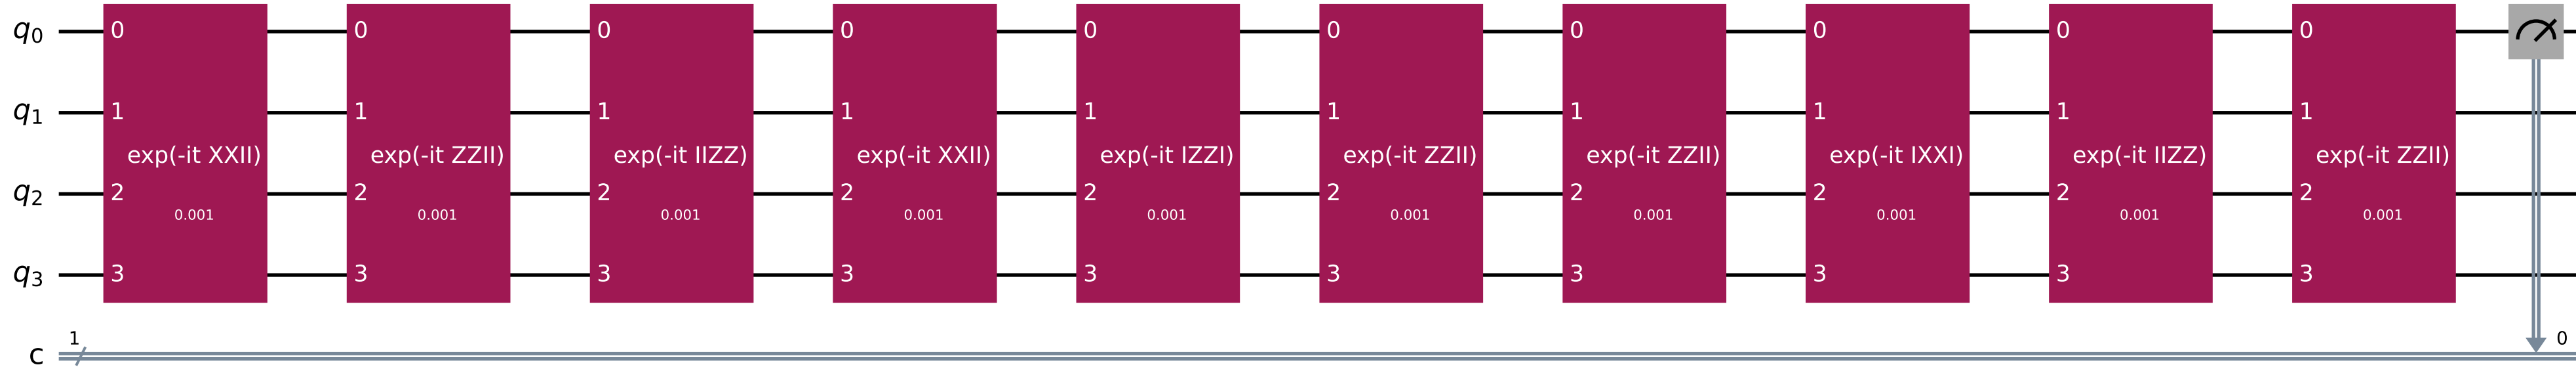 q0 0 0 0 0 0 0 0 0 0 0
q1 1 1 1 1 1 1 1 1 1 1
exp(-it XXII) exp(-it ZZII) exp(-it IIZZ) exp(-it XXII) exp(-it IZZI) exp(-it ZZII) exp(-it ZZII) exp(-it IXXI) exp(-it IIZZ) exp(-it ZZII)
q2 2 2 2 2 2 2 2 2 2 2
0.001 0.001 0.001 0.001 0.001 0.001 0.001 0.001 0.001 0.001
q3 3 3 3 3 3 3 3 3 3 3
1 0
c